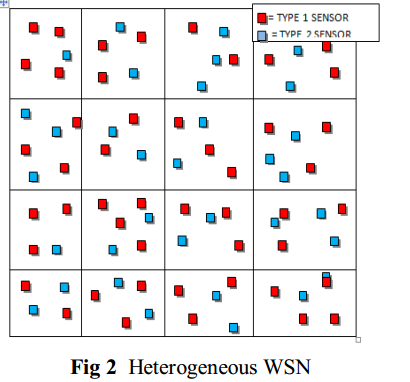 = TYPE 1 SENSOR
= TYPE 2 SENSOR
Fig 2 Heterogeneous WSN